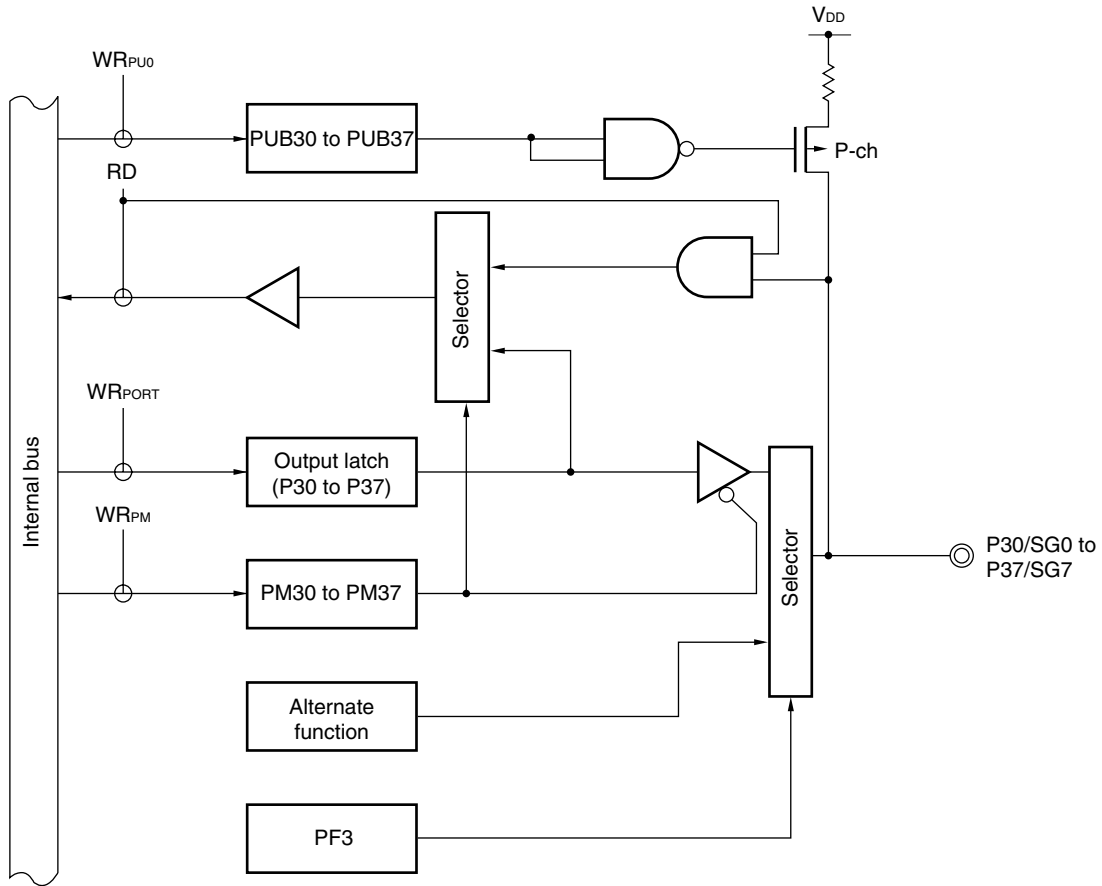 VDD
WRPU0
PUB30 to PUB37
P-ch
RD
Selector
WRPORT
Output latch
(P30 to P37)
Internal bus
WRPM
PM30 to PM37
Selector
P30/SG0 to
P37/SG7
Alternate
function
PF3